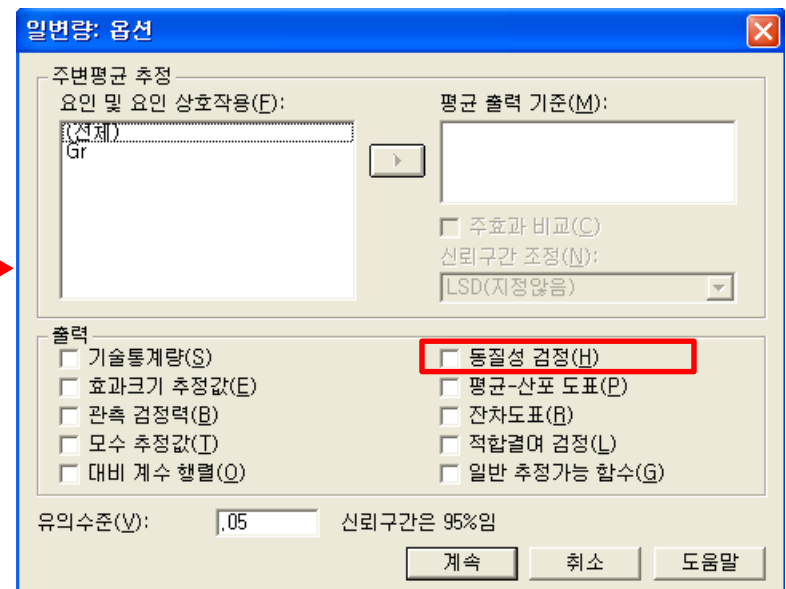 일변량: 옵션
주변평균 추정
요인 및 요인 상호작용(F):
(전체)
Gr
평균 출력 기준(M):
주효과 비교(C)
신뢰구간 조정(N):
LSD(지정않음)
출력
기술통계량(S)
효과크기 추정값(E)
관측 검정력(B)
모수 추정값(T)
대비 계수 행렬(O)
동질성 검정(H)
평균-산포 도표(P)
잔차도표(R)
적합결여 검정(L)
일반 추정가능 함수(G)
유의수준(V): ,05 신뢰구간은 95%임
계속 취소 도움말